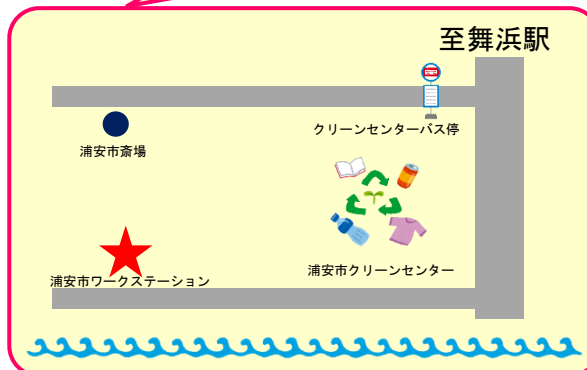 至舞浜駅
クリーンセンターバス停
浦安市斎場
浦安市クリーンセンター
浦安市ワークステーション